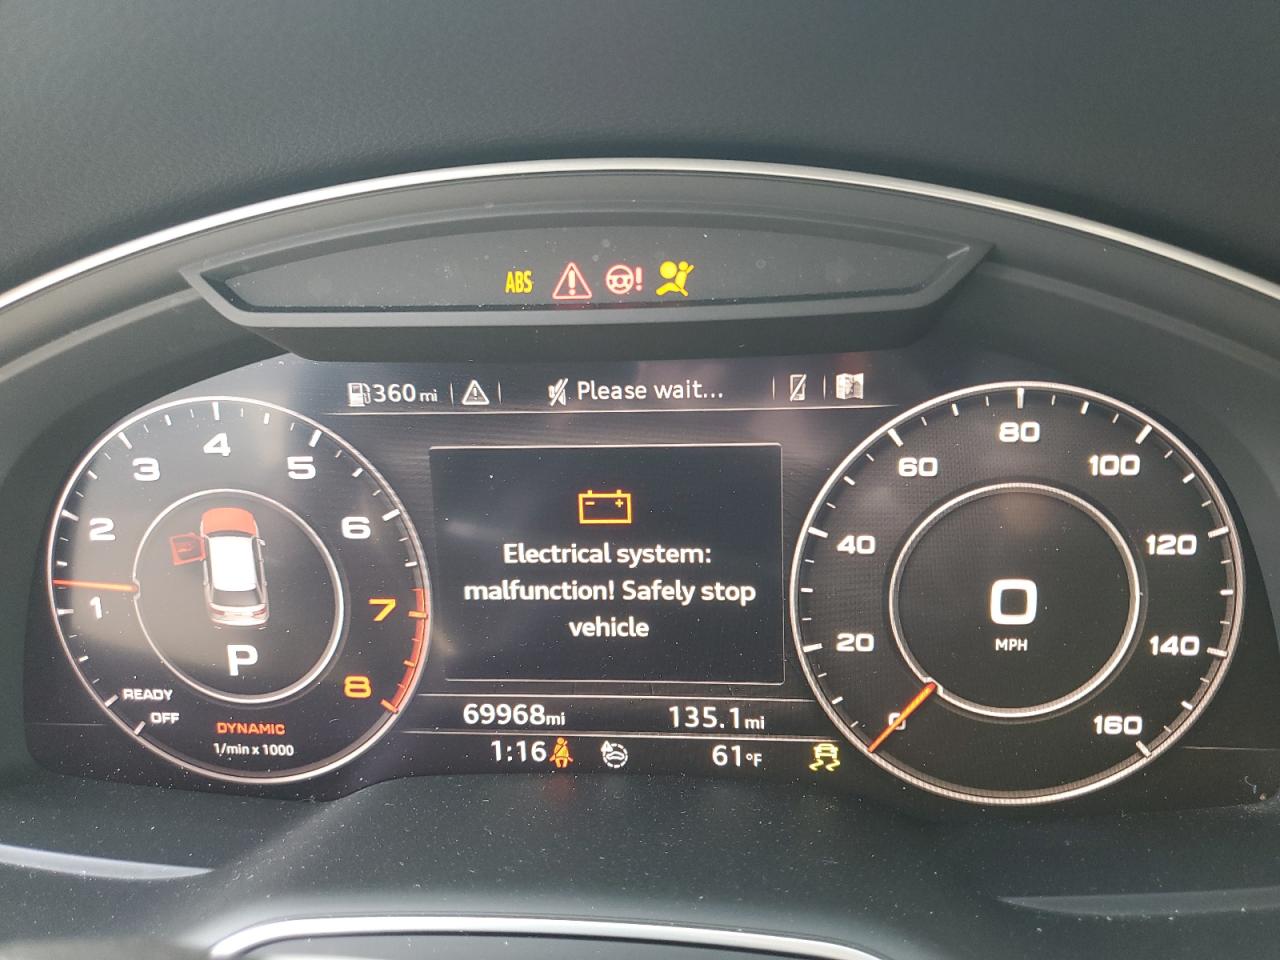 ABS
360 mi
Please wait...
Electrical system:
malfunction! Safely stop
vehicle
1
2
3
4
5
6
7
8
P
READY
OFF
DYNAMIC
1/min x 1000
0
20
40
60
80
100
120
140
160
0
MPH
69968mi
135.1mi
1:16
61°F